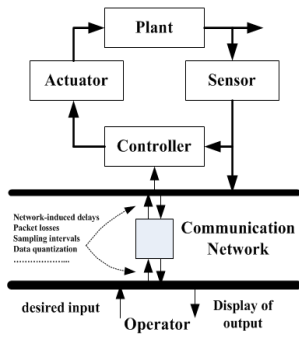 Plant
Actuator
Sensor
Controller
Network-induced delays
Packet losses
Sampling intervals
Data quantization
......................
Communication
Network
desired input
Operator
Display of
output